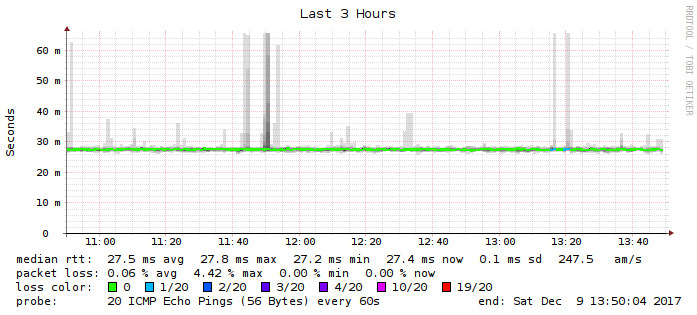 Last 3 Hours
RRDTOOL / TOBI OETIKER
Seconds
60 m
50 m
40 m
30 m
20 m
10 m
0
11:00 11:20 11:40 12:00 12:20 12:40 13:00 13:20 13:40
median rtt: 27.5 ms avg 27.8 ms max 27.2 ms min 27.4 ms now 0.1 ms sd 247.5 am/s
packet loss: 0.06 % avg 4.42 % max 0.00 % min 0.00 % now
loss color: 0 1/20 2/20 3/20 4/20 10/20 19/20
probe: 20 ICMP Echo Pings (56 Bytes) every 60s end: Sat Dec 9 13:50:04 2017